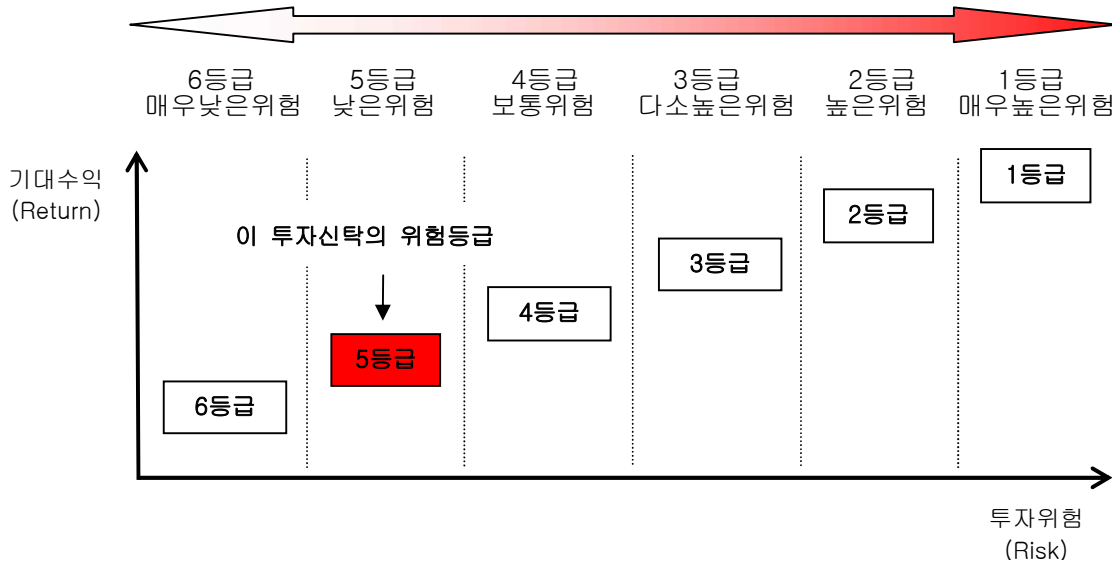 6등급 5등급 4등급 3등급 2등급 1등급
매우낮은위험 낮은위험 보통위험 다소높은위험 높은위험 매우높은위험
기대수익
(Return)
1등급
2등급
이 투자신탁의 위험등급
3등급
4등급
5등급
6등급
투자위험
(Risk)